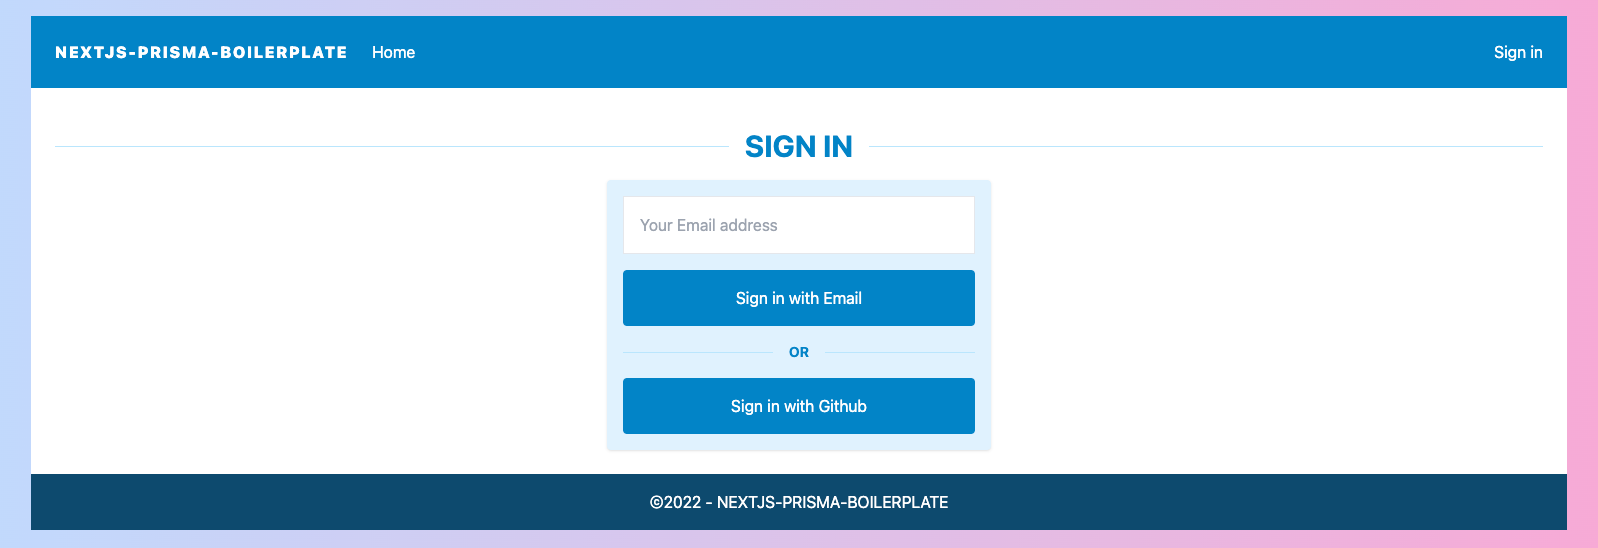 NEXTJS-PRISMA-BOILERPLATE Home Sign in
SIGN IN
Your Email address
Sign in with Email
OR
Sign in with Github
©2022 - NEXTJS-PRISMA-BOILERPLATE